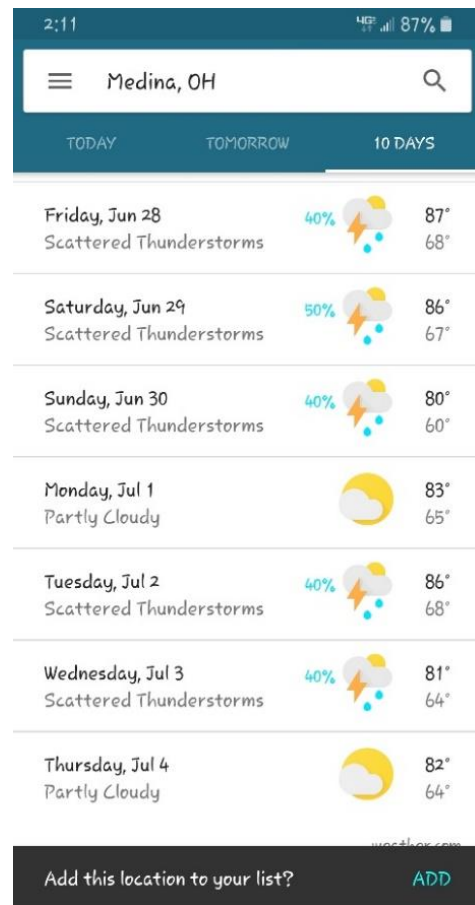 2:11 4G 87%
Medina, OH
TODAY TOMORROW 10 DAYS
Friday, Jun 28 40% 87°
Scattered Thunderstorms 68°
Saturday, Jun 29 50% 86°
Scattered Thunderstorms 67°
Sunday, Jun 30 40% 80°
Scattered Thunderstorms 60°
Monday, Jul 1 83°
Partly Cloudy 65°
Tuesday, Jul 2 40% 86°
Scattered Thunderstorms 68°
Wednesday, Jul 3 40% 81°
Scattered Thunderstorms 64°
Thursday, Jul 4 82°
Partly Cloudy 64°
weather.com
Add this location to your list? ADD